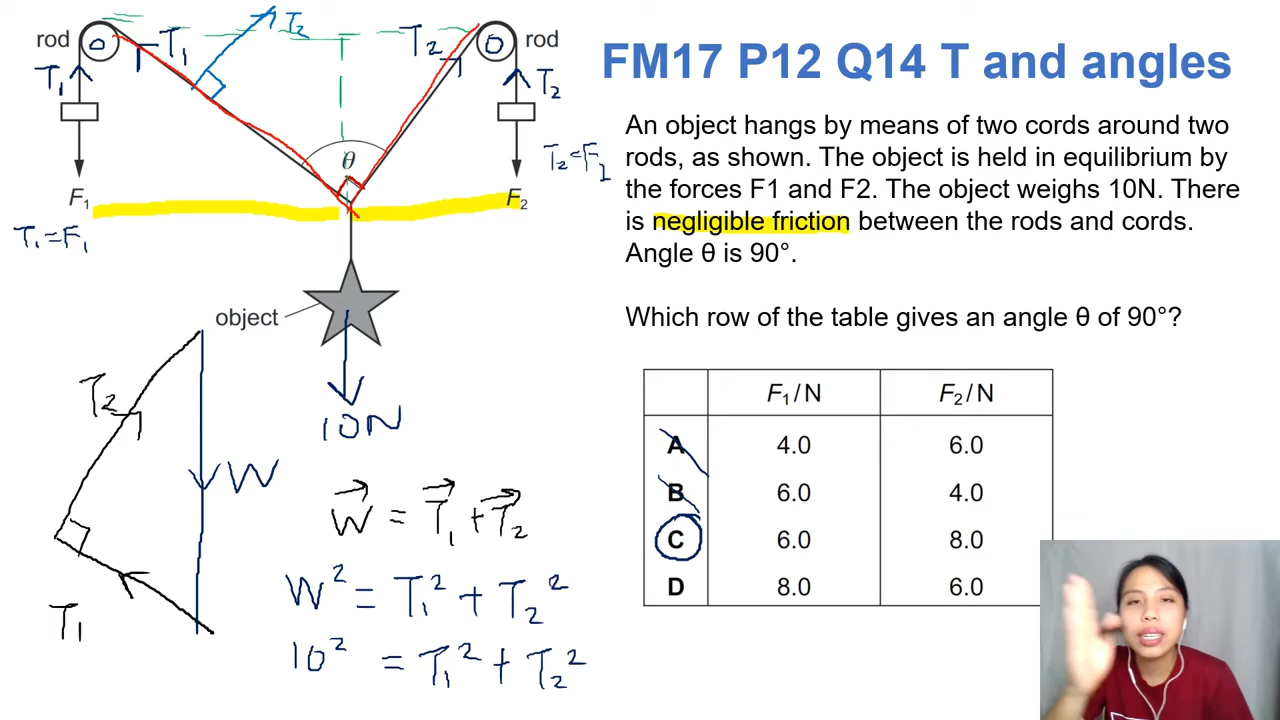 FM17 P12 Q14 T and angles
An object hangs by means of two cords around two
rods, as shown. The object is held in equilibrium by
the forces F1 and F2. The object weighs 10N. There
is negligible friction between the rods and cords.
Angle θ is 90°.
Which row of the table gives an angle θ of 90°?
F₁/N F₂/N
A 4.0 6.0
B 6.0 4.0
C 6.0 8.0
D 8.0 6.0
T₂
rod T₁ T₂ rod
T₁ T₂
θ
T₂=F₂
F₁ F₂
T₁=F₁
object
10N
T₂
W
T₁
W = T₁ + T₂
W² = T₁² + T₂²
10² = T₁² + T₂²